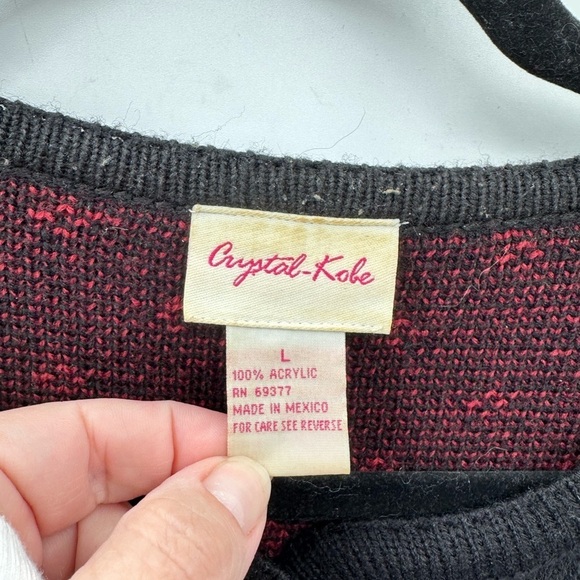 Crystal-Kobe
L
100% ACRYLIC
RN 69377
MADE IN MEXICO
FOR CARE SEE REVERSE